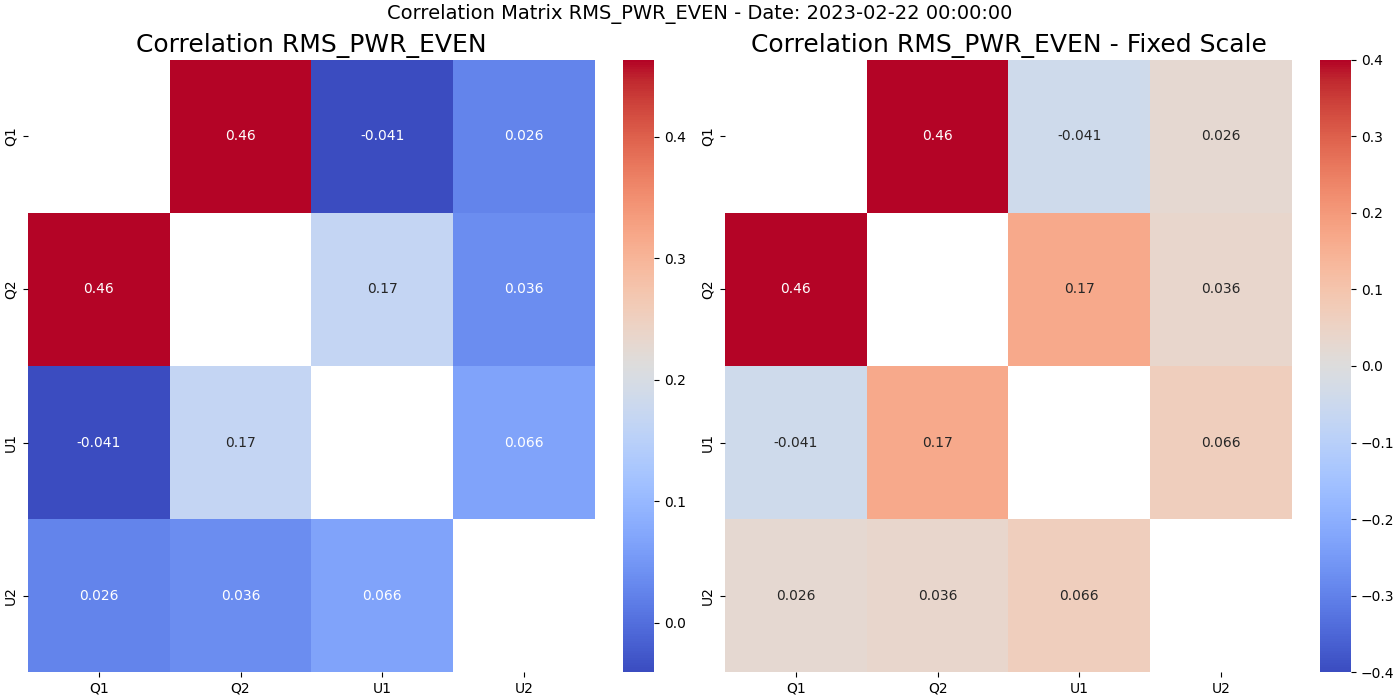 Correlation Matrix RMS_PWR_EVEN - Date: 2023-02-22 00:00:00
Correlation RMS_PWR_EVEN
Q1
0.46
-0.041
0.026
Q2
0.46
0.17
0.036
U1
-0.041
0.17
0.066
U2
0.026
0.036
0.066
Q1
Q2
U1
U2
0.4
0.3
0.2
0.1
0.0
Correlation RMS_PWR_EVEN - Fixed Scale
Q1
0.46
-0.041
0.026
Q2
0.46
0.17
0.036
U1
-0.041
0.17
0.066
U2
0.026
0.036
0.066
Q1
Q2
U1
U2
0.4
0.3
0.2
0.1
0.0
−0.1
−0.2
−0.3
−0.4